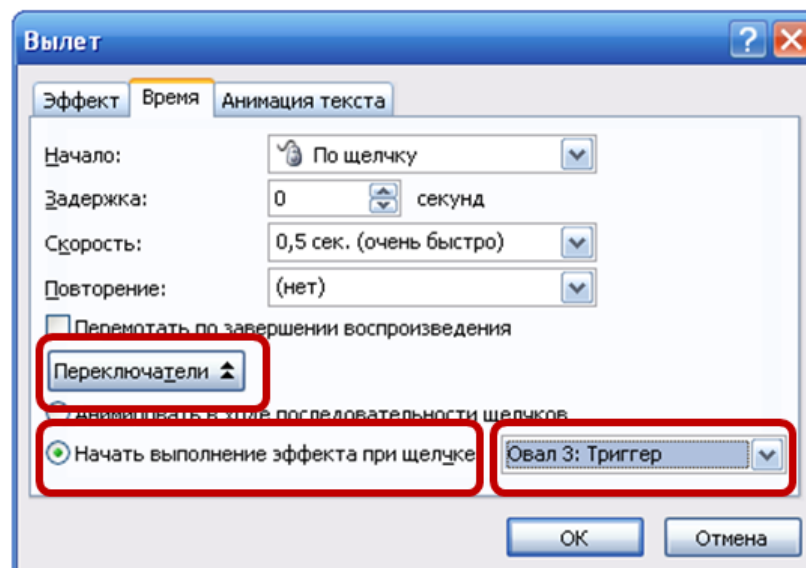 Вылет
Эффект Время Анимация текста
Начало: По щелчку
Задержка: 0 секунд
Скорость: 0,5 сек. (очень быстро)
Повторение: (нет)
Перемотать по завершении воспроизведения
Переключатели
Анимировать в ходе последовательности щелчков
Начать выполнение эффекта при щелчке Овал 3: Триггер
ОК Отмена